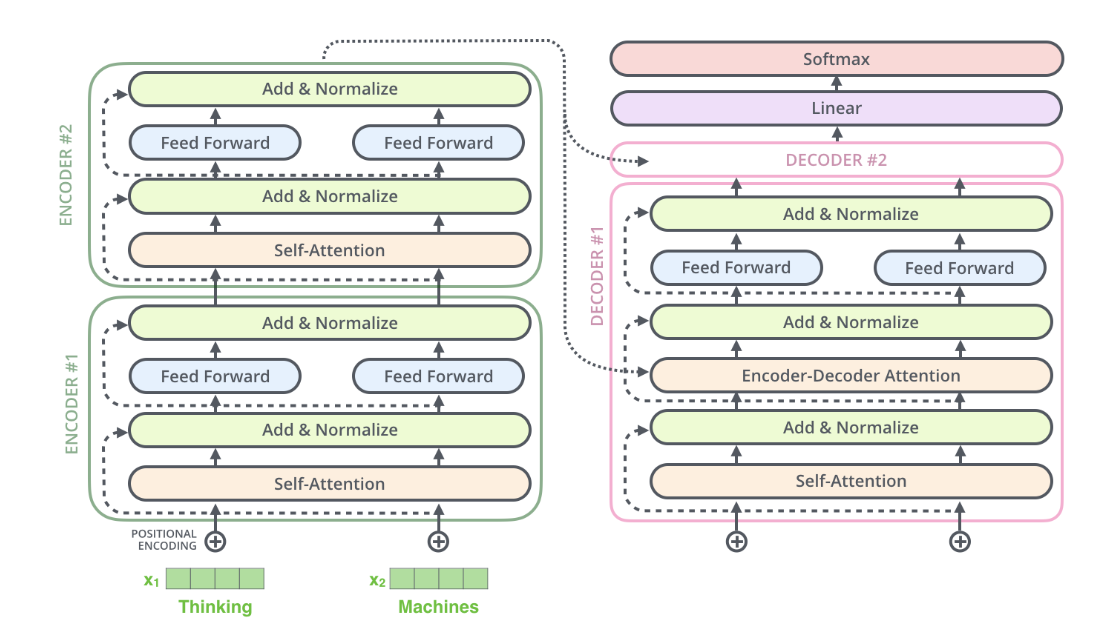 ENCODER #2
Add & Normalize
Feed Forward
Feed Forward
Add & Normalize
Self-Attention
ENCODER #1
Add & Normalize
Feed Forward
Feed Forward
Add & Normalize
Self-Attention
POSITIONAL
ENCODING
x₁
x₂
Thinking
Machines
Softmax
Linear
DECODER #2
DECODER #1
Add & Normalize
Feed Forward
Feed Forward
Add & Normalize
Encoder-Decoder Attention
Add & Normalize
Self-Attention